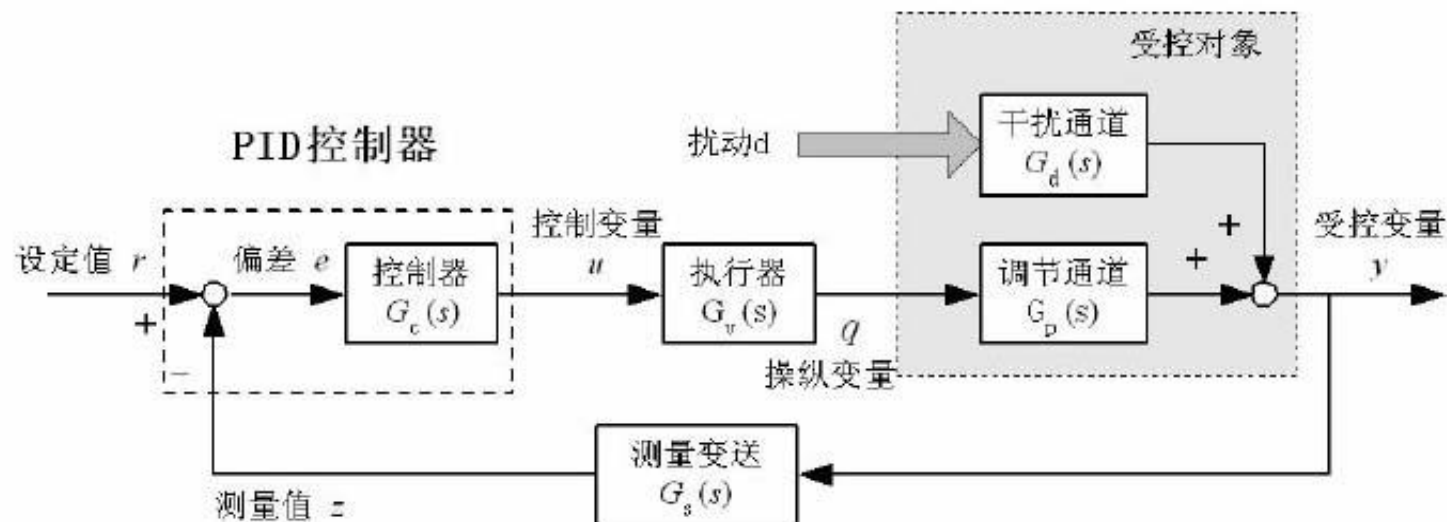 受控对象
干扰通道
G_d(s)
扰动d
PID控制器
设定值 r
+
−
偏差 e
控制器
G_c(s)
控制变量
u
执行器
G_v(s)
q
操纵变量
调节通道
G_p(s)
+
+
受控变量
y
测量变送
G_s(s)
测量值 z